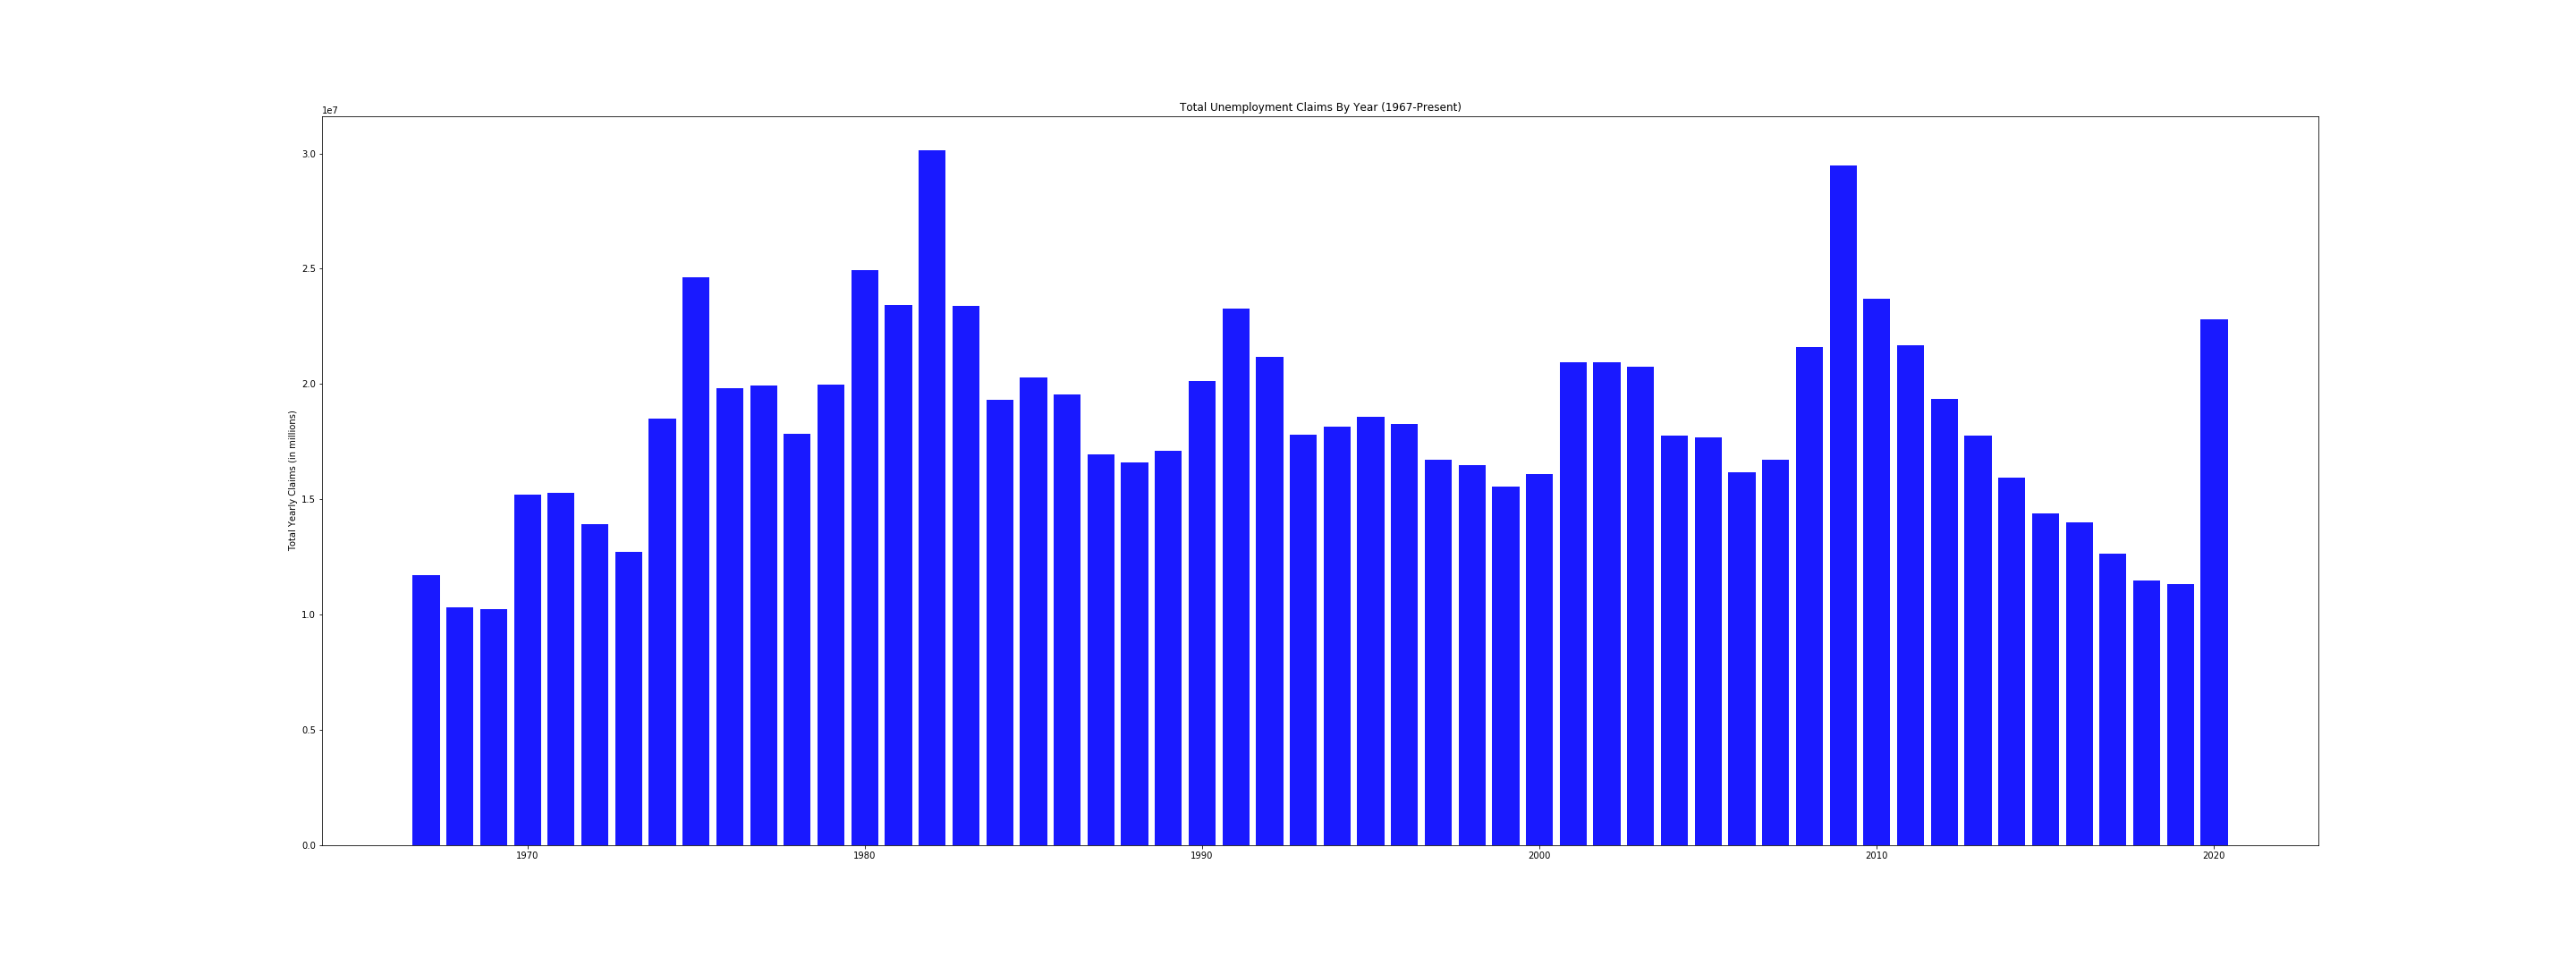 Total Unemployment Claims By Year (1967-Present)
1e7
3.0
2.5
2.0
1.5
1.0
0.5
0.0
Total Yearly Claims (in millions)
1970 1980 1990 2000 2010 2020